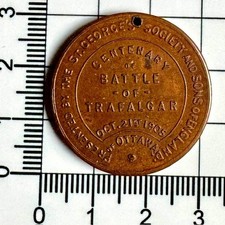 PRESENTED BY THE ST. GEORGE'S SOCIETY AND SONS OF ENGLAND
CENTENARY
OF
BATTLE
-OF-
TRAFALGAR
OCT. 21ST 1905
OTTAWA
3
2
1
1
2
3